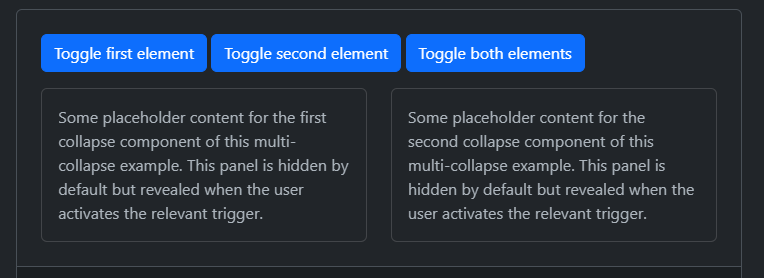 Toggle first element Toggle second element Toggle both elements
Some placeholder content for the first
collapse component of this multi-
collapse example. This panel is hidden by
default but revealed when the user
activates the relevant trigger.
Some placeholder content for the
second collapse component of this
multi-collapse example. This panel is
hidden by default but revealed when the
user activates the relevant trigger.